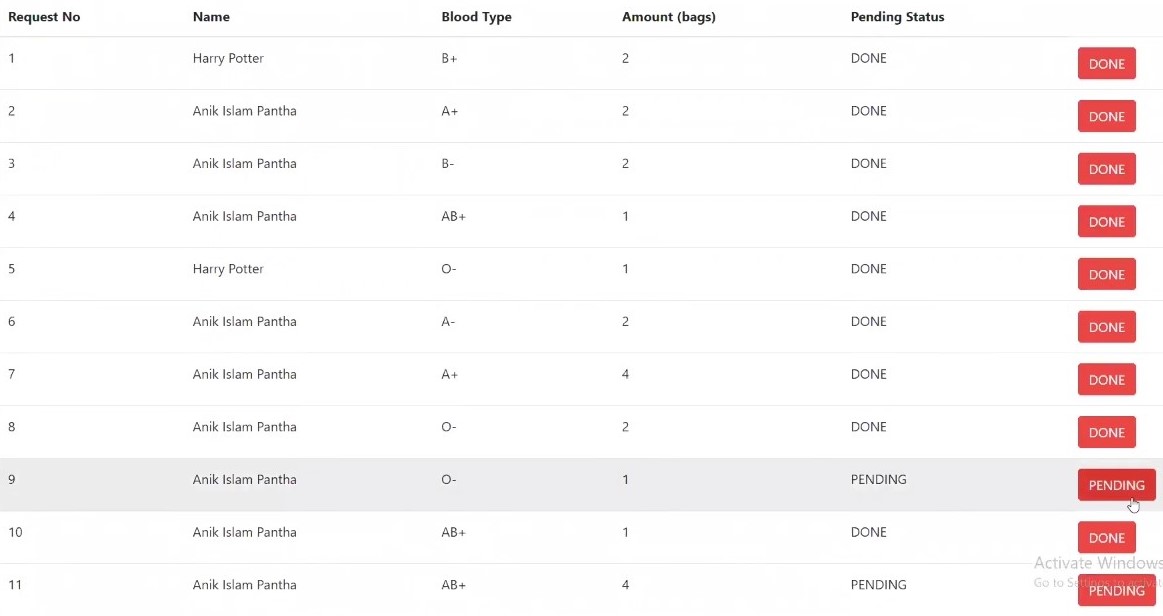 Request No Name Blood Type Amount (bags) Pending Status
1 Harry Potter B+ 2 DONE DONE
2 Anik Islam Pantha A+ 2 DONE DONE
3 Anik Islam Pantha B- 2 DONE DONE
4 Anik Islam Pantha AB+ 1 DONE DONE
5 Harry Potter O- 1 DONE DONE
6 Anik Islam Pantha A- 2 DONE DONE
7 Anik Islam Pantha A+ 4 DONE DONE
8 Anik Islam Pantha O- 2 DONE DONE
9 Anik Islam Pantha O- 1 PENDING PENDING
10 Anik Islam Pantha AB+ 1 DONE DONE
Activate Windows
Go to Settings to
11 Anik Islam Pantha AB+ 4 PENDING PENDING